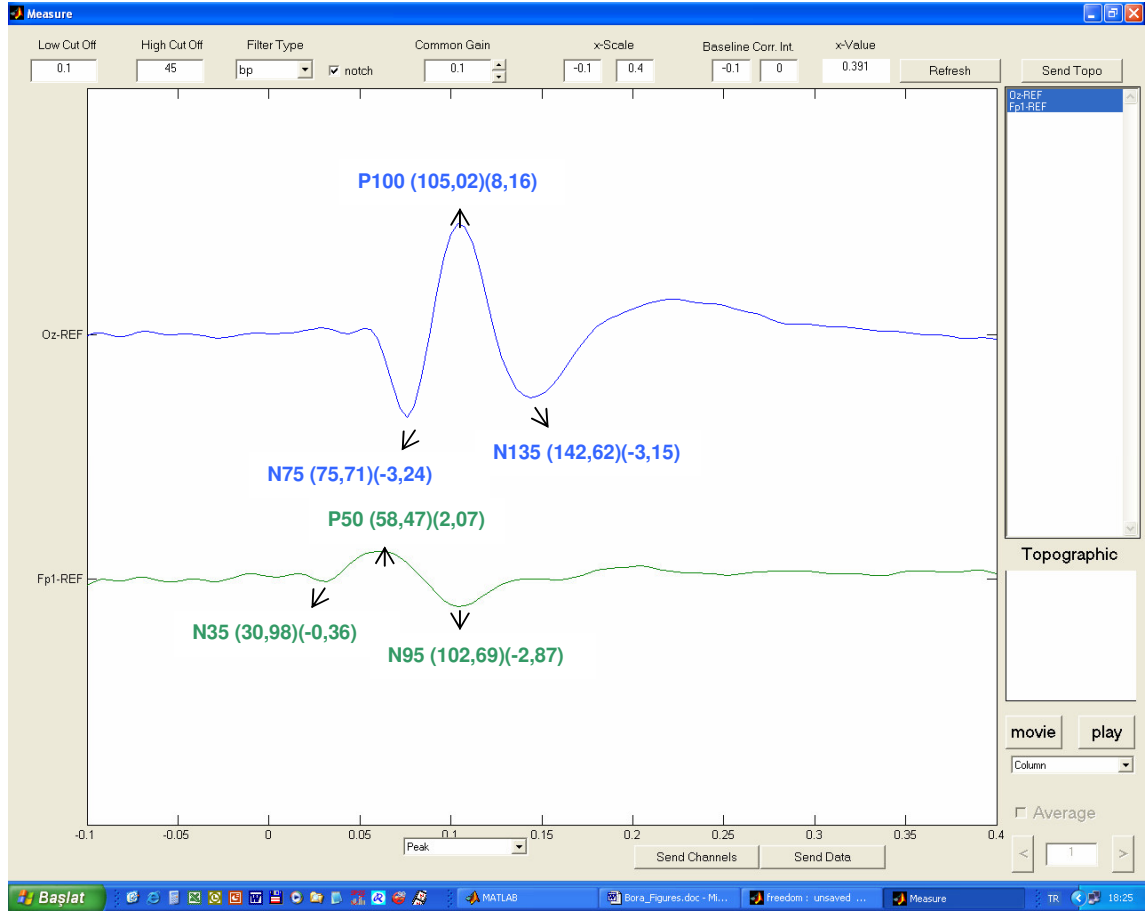 Measure
Low Cut Off High Cut Off Filter Type Common Gain x-Scale Baseline Corr. Int. x-Value
0.1 45 bp notch 0.1 -0.1 0.4 -0.1 0 0.391 Refresh Send Topo
Oz-REF
Fp1-REF
P100 (105,02)(8,16)
Oz-REF
N135 (142,62)(-3,15)
N75 (75,71)(-3,24)
P50 (58,47)(2,07)
Topographic
Fp1-REF
N35 (30,98)(-0,36)
N95 (102,69)(-2,87)
movie play
Column
Average
-0.1 -0.05 0 0.05 0.1 0.15 0.2 0.25 0.3 0.35 0.4
Peak
< 1 >
Send Channels Send Data
Başlat MATLAB Bora_Figures.doc - Mi... freedom : unsaved ... Measure TR 18:25